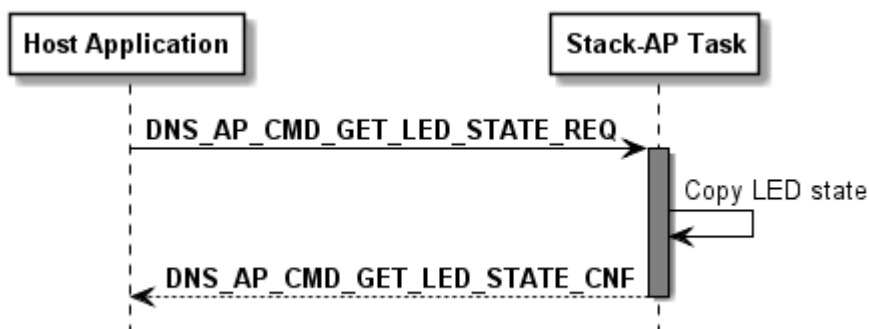 Host Application
Stack-AP Task
DNS_AP_CMD_GET_LED_STATE_REQ
Copy LED state
DNS_AP_CMD_GET_LED_STATE_CNF